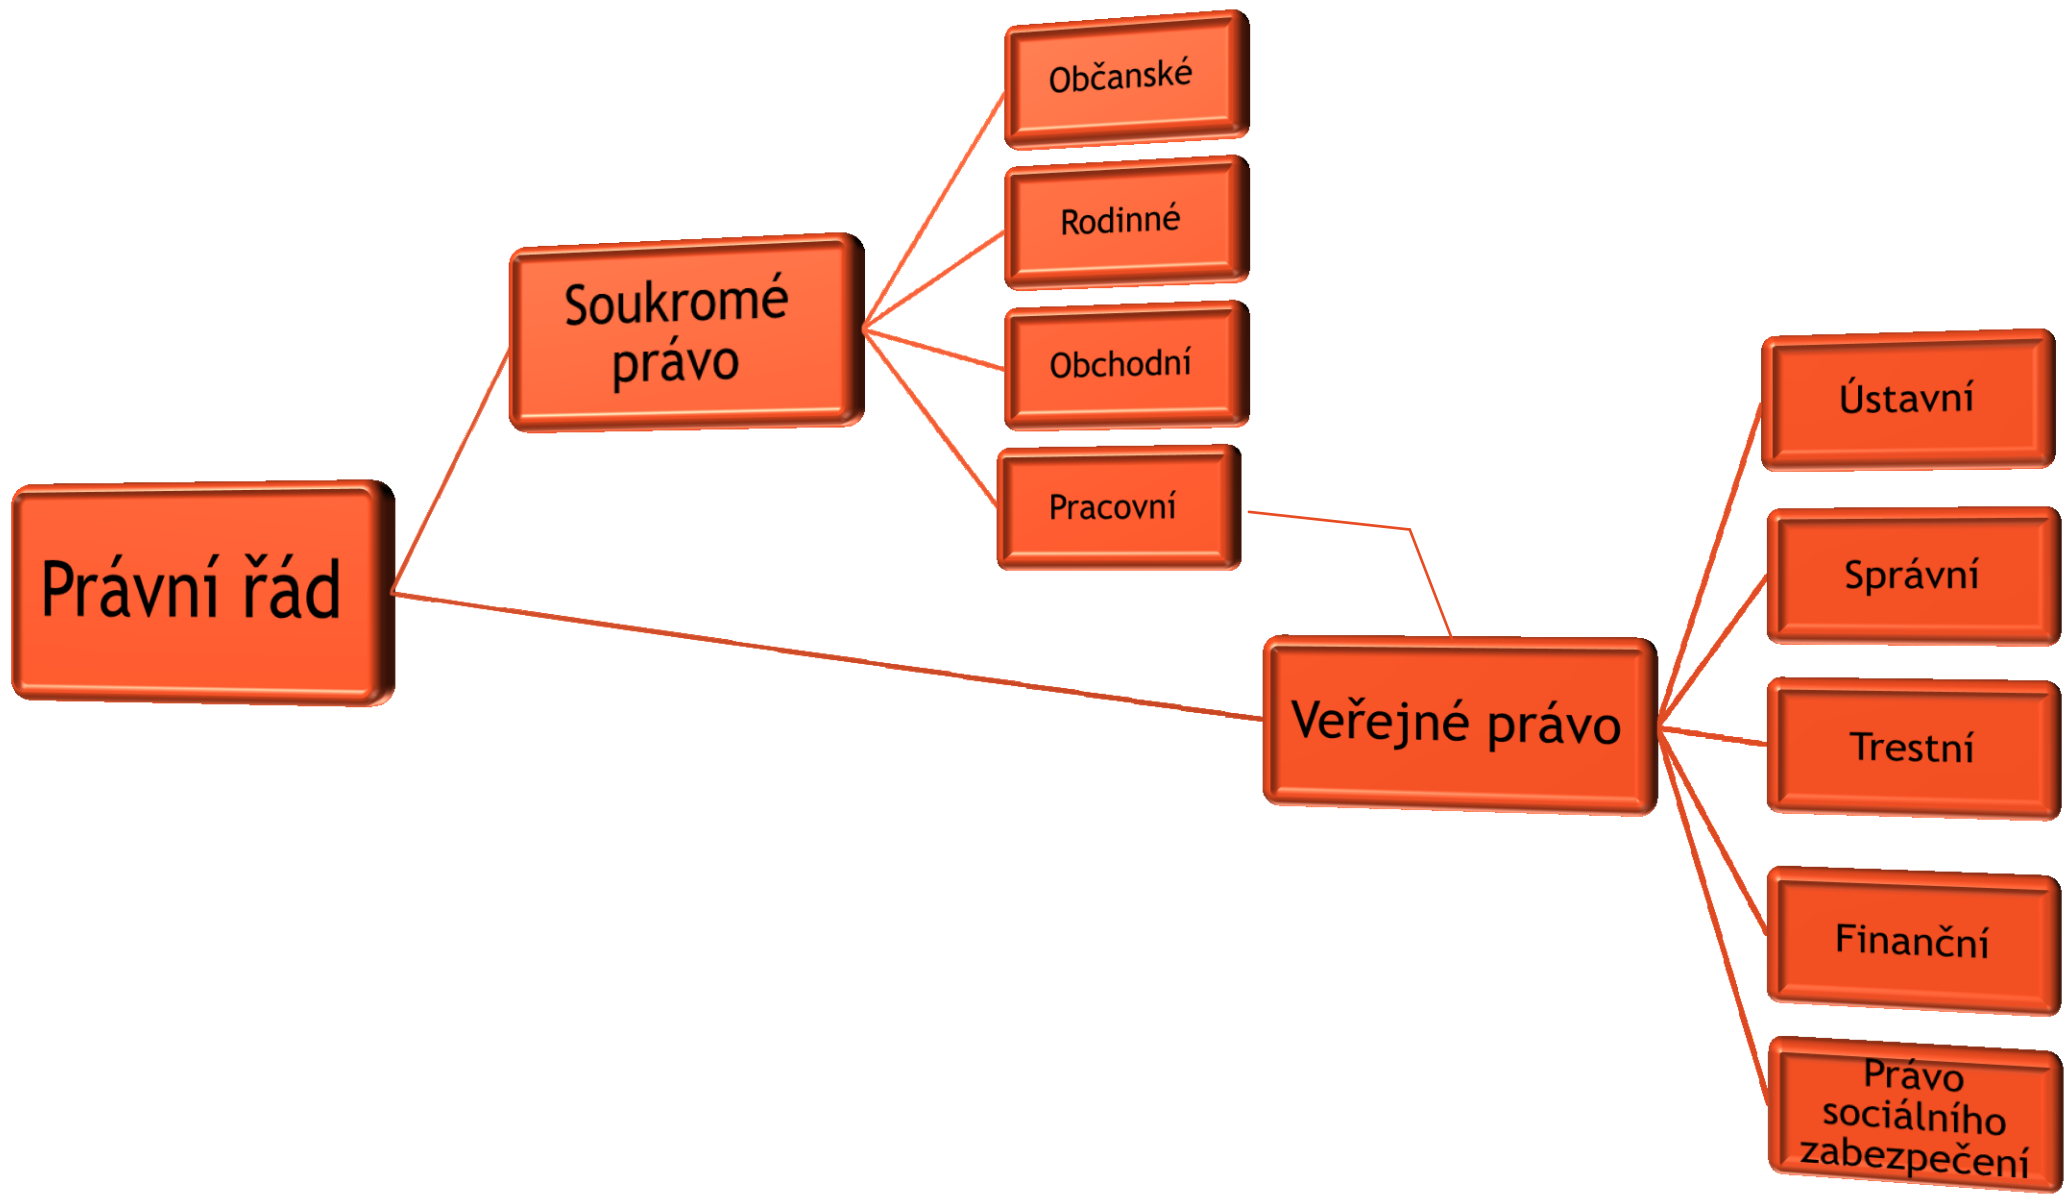 Právní řád
Soukromé
právo
Občanské
Rodinné
Obchodní
Pracovní
Veřejné právo
Ústavní
Správní
Trestní
Finanční
Právo
sociálního
zabezpečení